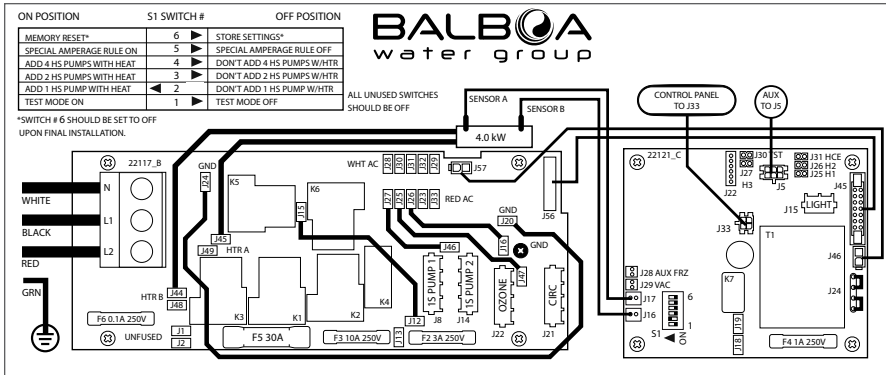 ON POSITION S1 SWITCH # OFF POSITION
MEMORY RESET* 6 STORE SETTINGS*
SPECIAL AMPERAGE RULE ON 5 SPECIAL AMPERAGE RULE OFF
ADD 4 HS PUMPS WITH HEAT 4 DON'T ADD 4 HS PUMPS W/HTR
ADD 2 HS PUMPS WITH HEAT 3 DON'T ADD 2 HS PUMPS W/HTR
ADD 1 HS PUMP WITH HEAT 2 DON'T ADD 1 HS PUMP W/HTR
TEST MODE ON 1 TEST MODE OFF
*SWITCH # 6 SHOULD BE SET TO OFF
UPON FINAL INSTALLATION.
ALL UNUSED SWITCHES
SHOULD BE OFF
BALBOA
water group
SENSOR A
SENSOR B
4.0 kW
CONTROL PANEL
TO J33
AUX
TO J5
22117_B
N
L1
L2
WHITE
BLACK
RED
GRN
GND
J24
K5
K6
J15
WHT AC
J28
J30
J31
J32
J29
J57
J27
J25
J26
J23
J33
RED AC
J56
GND
J20
J16
GND
J45
J49
HTR A
J46
J47
HTR B
J44
J48
K3
K1
K2
K4
1S PUMP 1
J8
1S PUMP 2
J14
OZONE
J22
CIRC
J21
J12
J13
F6 0.1A 250V
UNFUSED
J1
J2
F5 30A
F3 10A 250V
F2 3A 250V
22121_C
J30 TST
J27
H3
J22
J5
J31 HCE
J26 H2
J25 H1
J45
J15
LIGHT
J33
T1
J46
J28 AUX FRZ
J29 VAC
K7
J24
J17
J16
S1
6
1
ON
J19
J18
F4 1A 250V